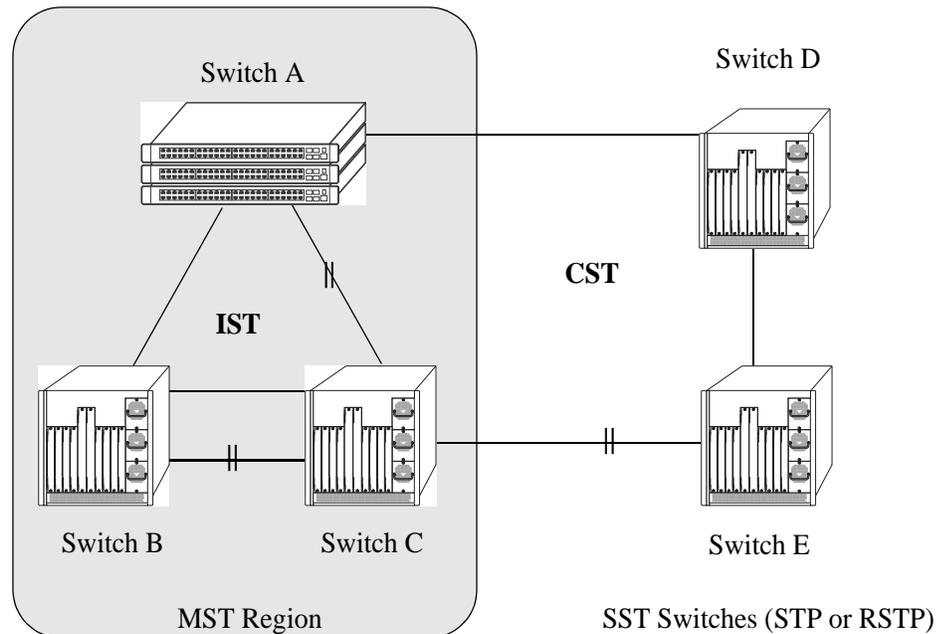 Switch A
Switch D
CST
IST
Switch B
Switch C
Switch E
MST Region
SST Switches (STP or RSTP)